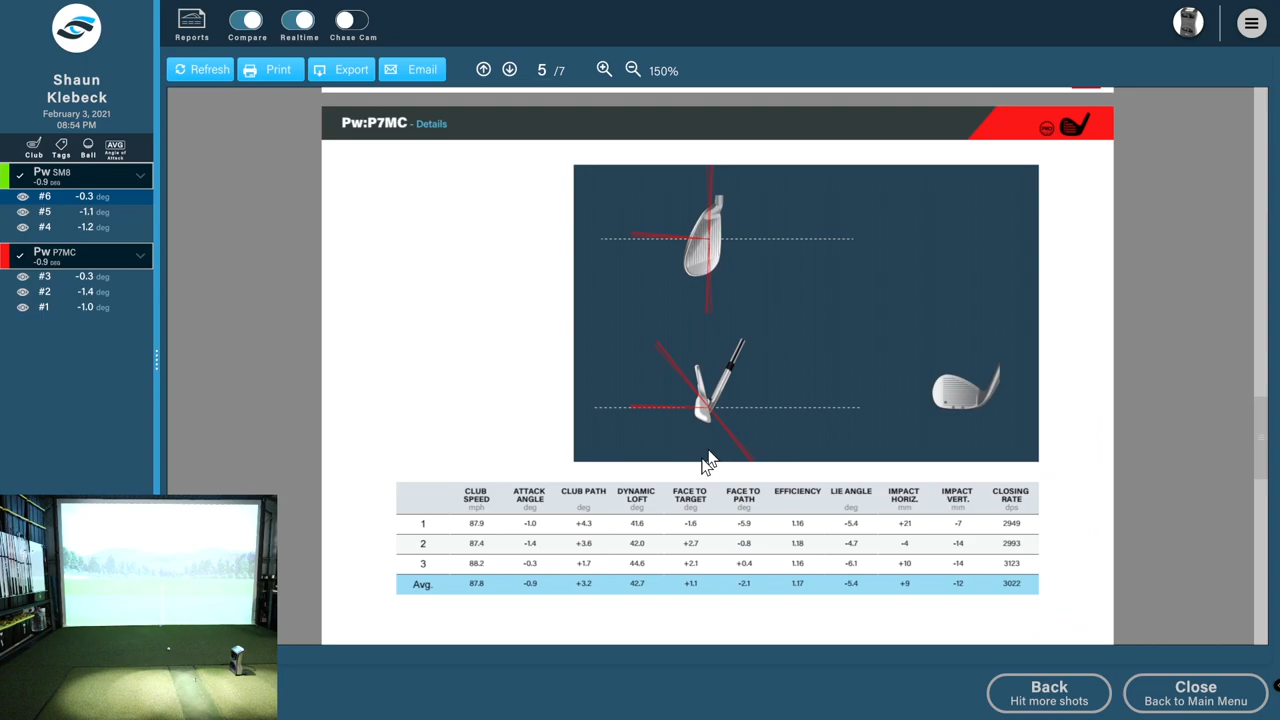 Shaun
Klebeck
February 3, 2021
08:54 PM
Club Tags Ball AVG Angle of Attack
Pw SM8
-0.9 DEG
#6 -0.3 deg
#5 -1.1 deg
#4 -1.2 deg
Pw P7MC
-0.9 DEG
#3 -0.3 deg
#2 -1.4 deg
#1 -1.0 deg
Reports Compare Realtime Chase Cam
Refresh Print Export Email 5 /7 150%
Pw:P7MC - Details
PRO
CLUB SPEED mph ATTACK ANGLE deg CLUB PATH deg DYNAMIC LOFT deg FACE TO TARGET deg FACE TO PATH deg EFFICIENCY LIE ANGLE deg IMPACT HORIZ. mm IMPACT VERT. mm CLOSING RATE dps
1 87.9 -1.0 +4.3 41.6 -1.6 -5.9 1.16 -5.4 +21 -7 2949
2 87.4 -1.4 +3.6 42.0 +2.7 -0.8 1.18 -4.7 -4 -14 2993
3 88.2 -0.3 +1.7 44.6 +2.1 +0.4 1.16 -6.1 +10 -14 3123
Avg. 87.8 -0.9 +3.2 42.7 +1.1 -2.1 1.17 -5.4 +9 -12 3022
Back
Hit more shots
Close
Back to Main Menu